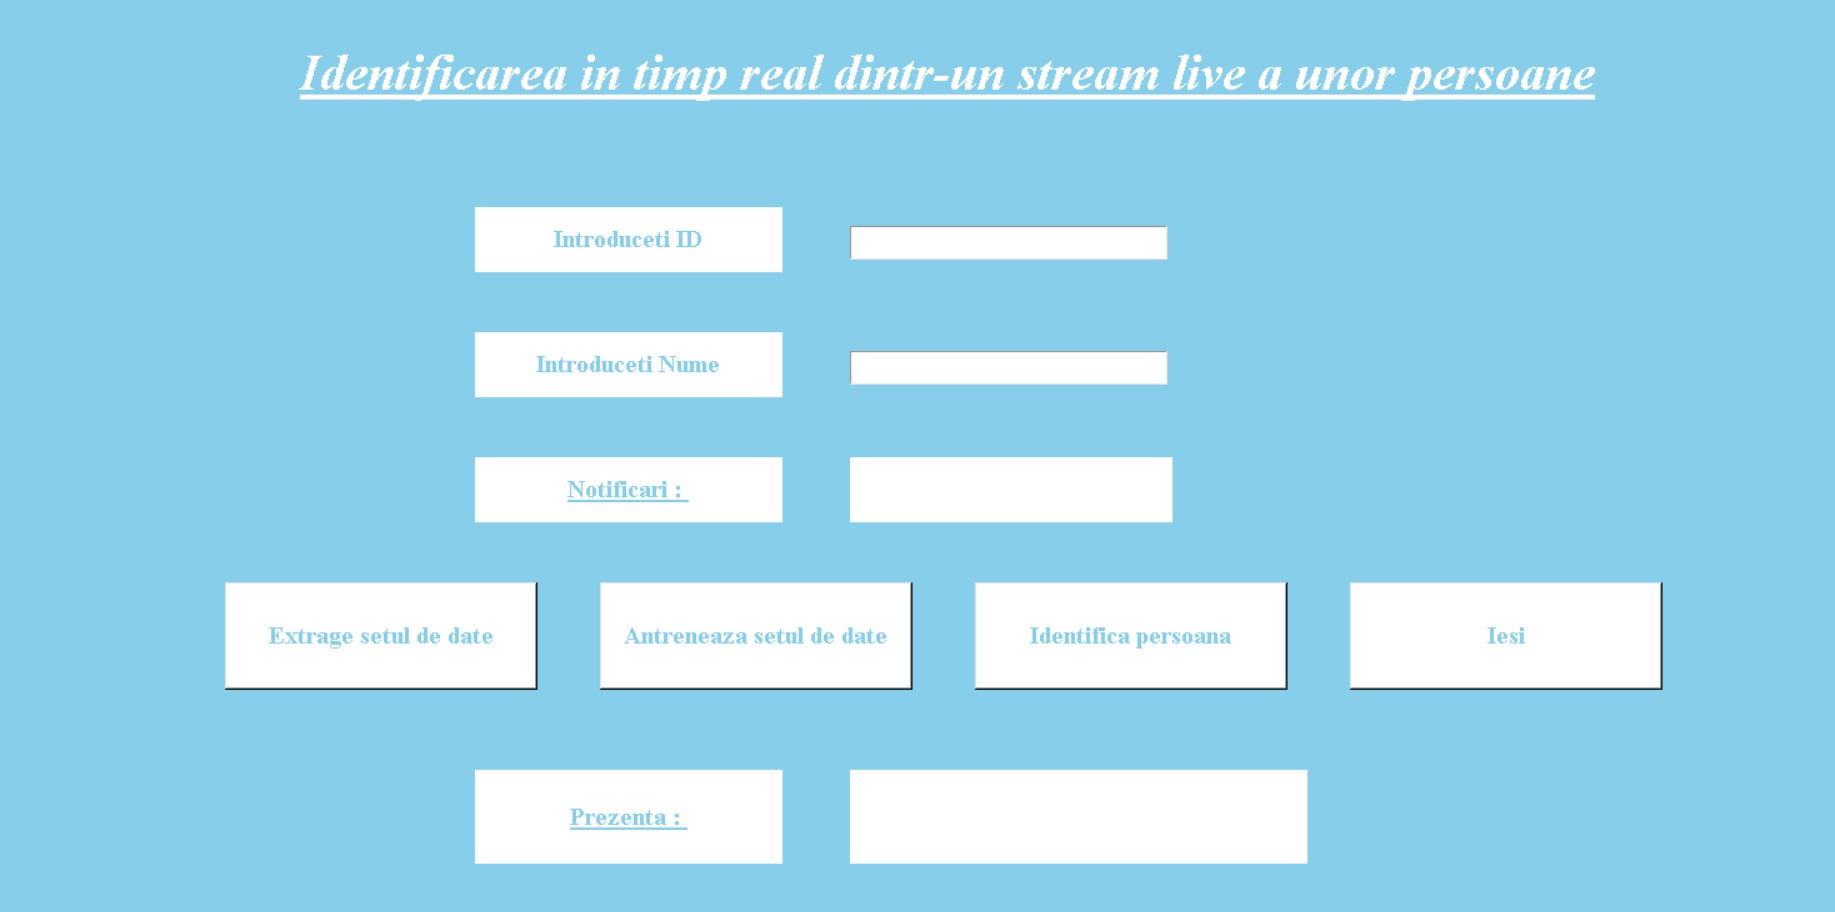 Identificarea in timp real dintr-un stream live a unor persoane
Introduceti ID
Introduceti Nume
Notificari :
Extrage setul de date
Antreneaza setul de date
Identifica persoana
Iesi
Prezenta :